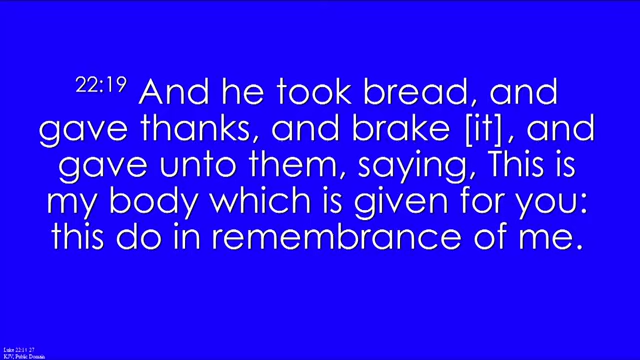 22:19 And he took bread, and
gave thanks, and brake [it], and
gave unto them, saying, This is
my body which is given for you:
this do in remembrance of me.
Luke 22:14-27
KJV, Public Domain